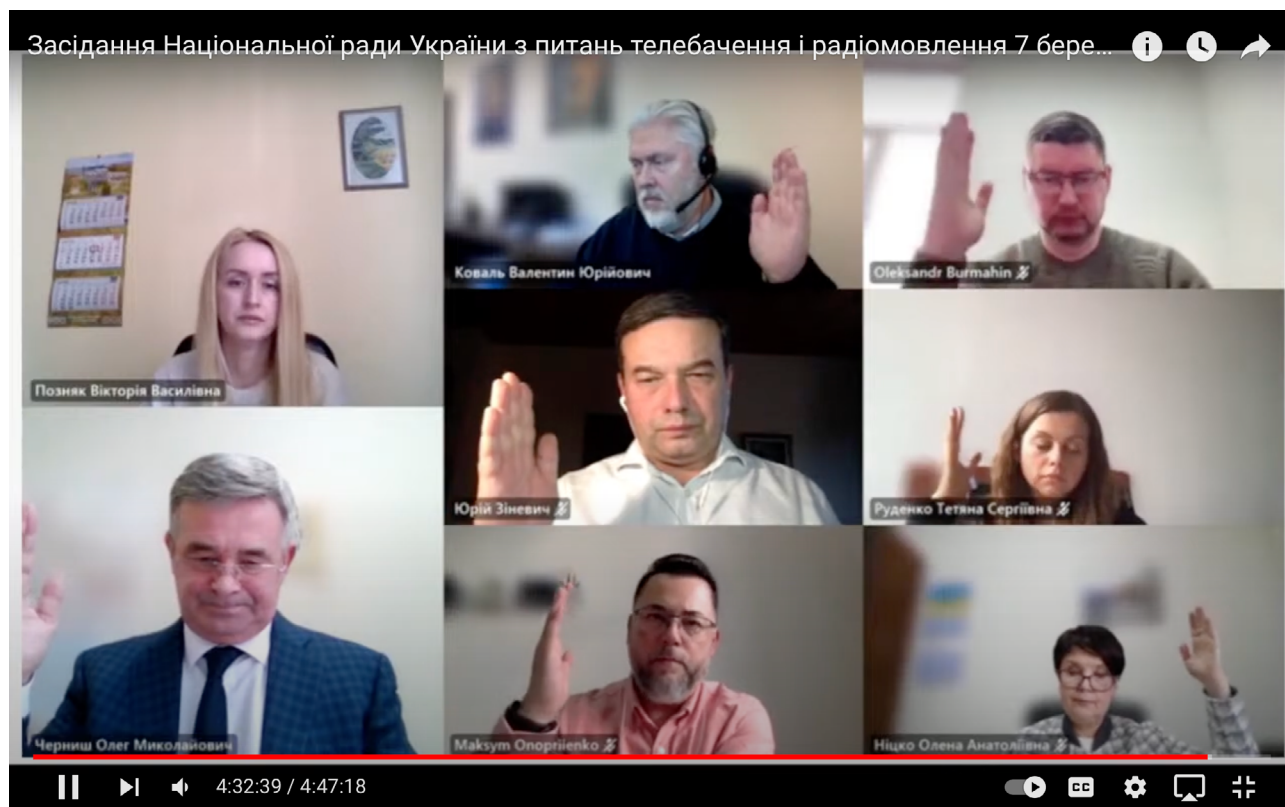 Засідання Національної ради України з питань телебачення і радіомовлення 7 бере...
Позняк Вікторія Василівна
Коваль Валентин Юрійович
Oleksandr Burmahin
Юрій Зіневич
Руденко Тетяна Сергіївна
Черниш Олег Миколайович
Maksym Onopriienko
Ніцко Олена Анатоліївна
4:32:39 / 4:47:18
CC